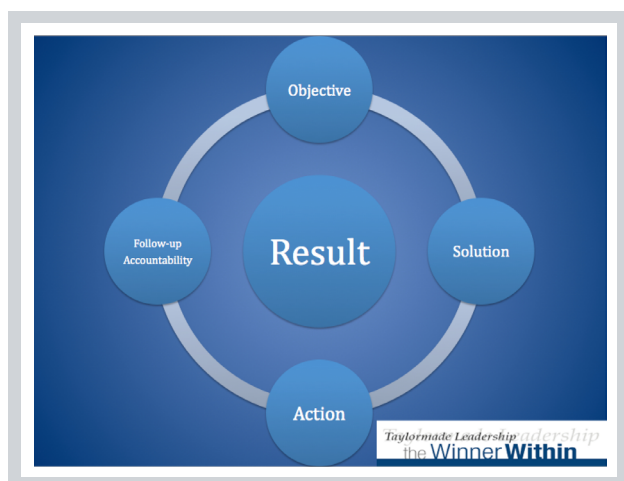 Objective
Follow-up
Accountability
Result
Solution
Action
Taylormade Leadership
the Winner Within